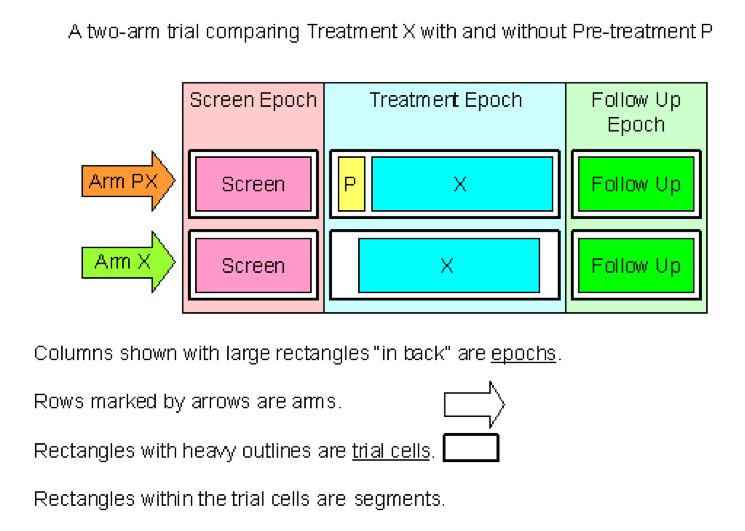 A two-arm trial comparing Treatment X with and without Pre-treatment P
Screen Epoch
Treatment Epoch
Follow Up
Epoch
Arm PX
Screen
P
X
Follow Up
Arm X
Screen
X
Follow Up
Columns shown with large rectangles "in back" are epochs.
Rows marked by arrows are arms.
Rectangles with heavy outlines are trial cells.
Rectangles within the trial cells are segments.